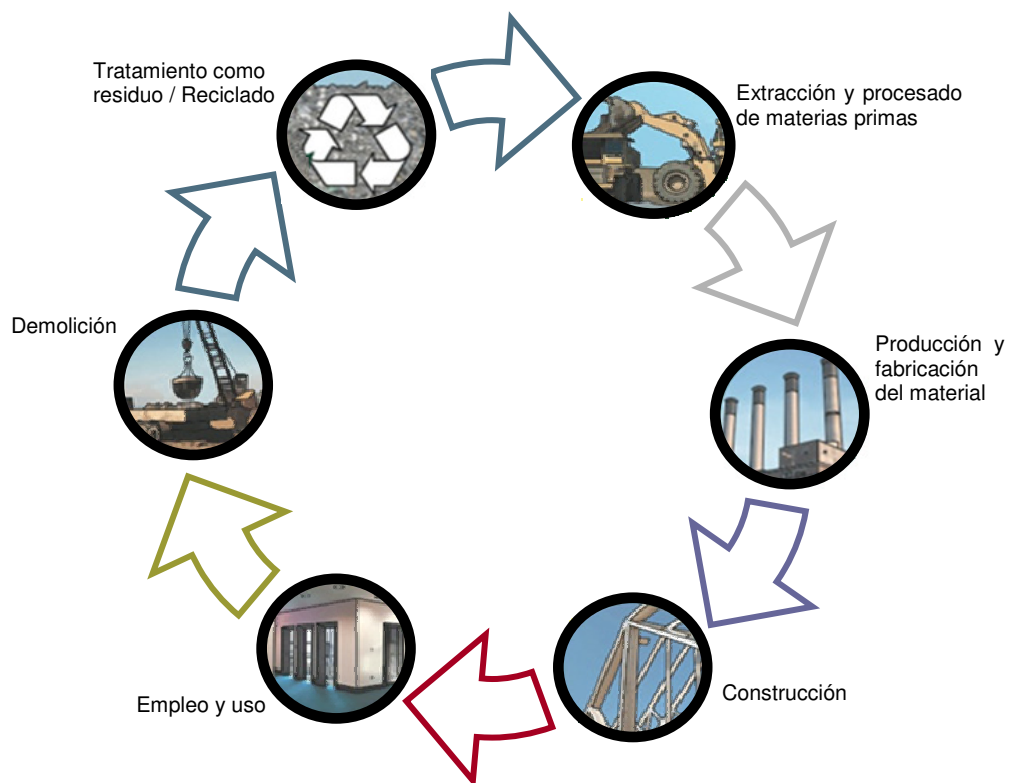 Tratamiento como
residuo / Reciclado
Extracción y procesado
de materias primas
Producción y
fabricación
del material
Construcción
Empleo y uso
Demolición